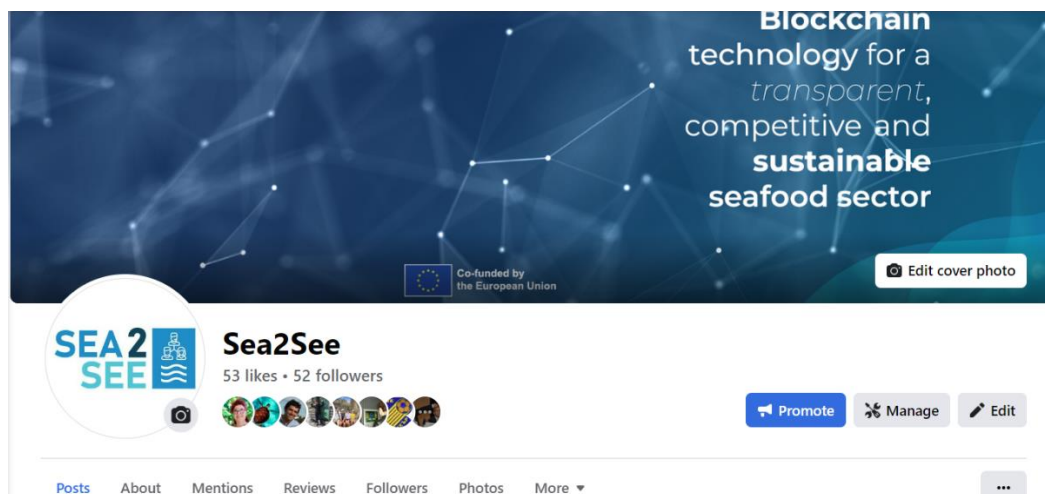 Blockchain
technology for a
transparent,
competitive and
sustainable
seafood sector
Co-funded by
the European Union
Edit cover photo
SEA2
SEE
Sea2See
53 likes • 52 followers
Promote
Manage
Edit
Posts
About
Mentions
Reviews
Followers
Photos
More
...